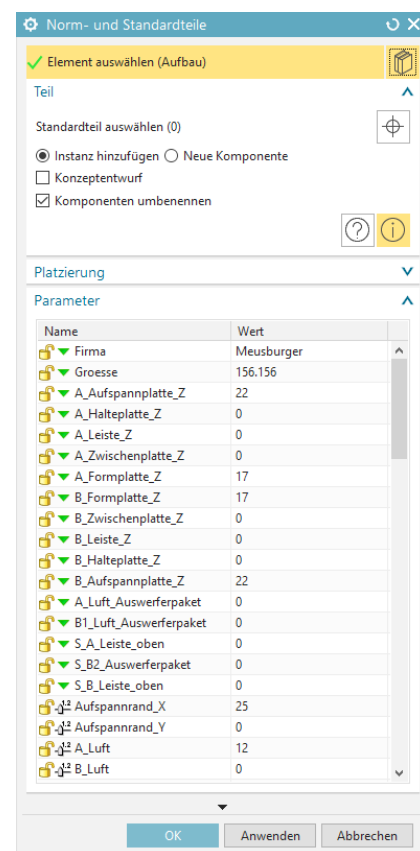 Norm- und Standardteile
Element auswählen (Aufbau)
Teil
Standardteil auswählen (0)
Instanz hinzufügen Neue Komponente
Konzeptentwurf
Komponenten umbenennen
Platzierung
Parameter
Name Wert
Firma Meusburger
Groesse 156.156
A_Aufspannplatte_Z 22
A_Halteplatte_Z 0
A_Leiste_Z 0
A_Zwischenplatte_Z 0
A_Formplatte_Z 17
B_Formplatte_Z 17
B_Zwischenplatte_Z 0
B_Leiste_Z 0
B_Halteplatte_Z 0
B_Aufspannplatte_Z 22
A_Luft_Auswerferpaket 0
B1_Luft_Auswerferpaket 0
S_A_Leiste_oben 0
S_B2_Auswerferpaket 0
S_B_Leiste_oben 0
Aufspannrand_X 25
Aufspannrand_Y 0
A_Luft 12
B_Luft 0
OK Anwenden Abbrechen